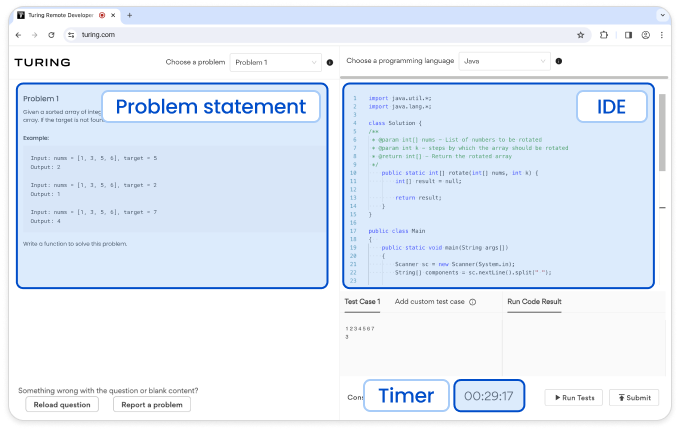 Turing Remote Developer
turing.com
TURING
Choose a problem
Problem 1
Choose a programming language
Java
Problem 1
Given a sorted array of
array. If the target is not
Problem statement
Example:
Input: nums = [1, 3, 5, 6], target = 5
Output: 2
Input: nums = [1, 3, 5, 6], target = 2
Output: 1
Input: nums = [1, 3, 5, 6], target = 7
Output: 4
Write a function to solve this problem.
IDE
1 import java.util.*;
2 import java.lang.*;
3
4 class Solution {
5 /**
6 * @param int[] nums – List of numbers to be rotated
7 * @param int k – steps by which the array should be rotated
8 * @return int[] – Return the rotated array
9 */
10 public static int[] rotate(int[] nums, int k) {
11 int[] result = null;
12
13 return result;
14 }
15 }
16
17 public class Main
18 {
19 public static void main(String args[])
20 {
21 Scanner sc = new Scanner(System.in);
22 String[] components = sc.nextLine().split(" ");
23
Test Case 1
Add custom test case
Run Code Result
1 2 3 4 5 6 7
3
Something wrong with the question or blank content?
Reload question
Report a problem
Timer
00:29:17
Run Tests
Submit